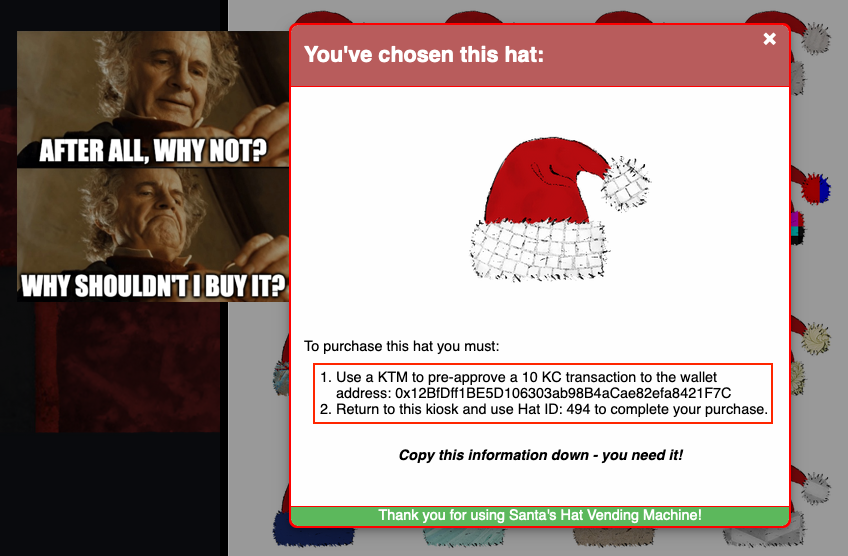 AFTER ALL, WHY NOT?
WHY SHOULDN'T I BUY IT?
You've chosen this hat:
×
To purchase this hat you must:
1. Use a KTM to pre-approve a 10 KC transaction to the wallet
address: 0x12BfDff1BE5D106303ab98B4aCae82efa8421F7C
2. Return to this kiosk and use Hat ID: 494 to complete your purchase.
Copy this information down - you need it!
Thank you for using Santa's Hat Vending Machine!